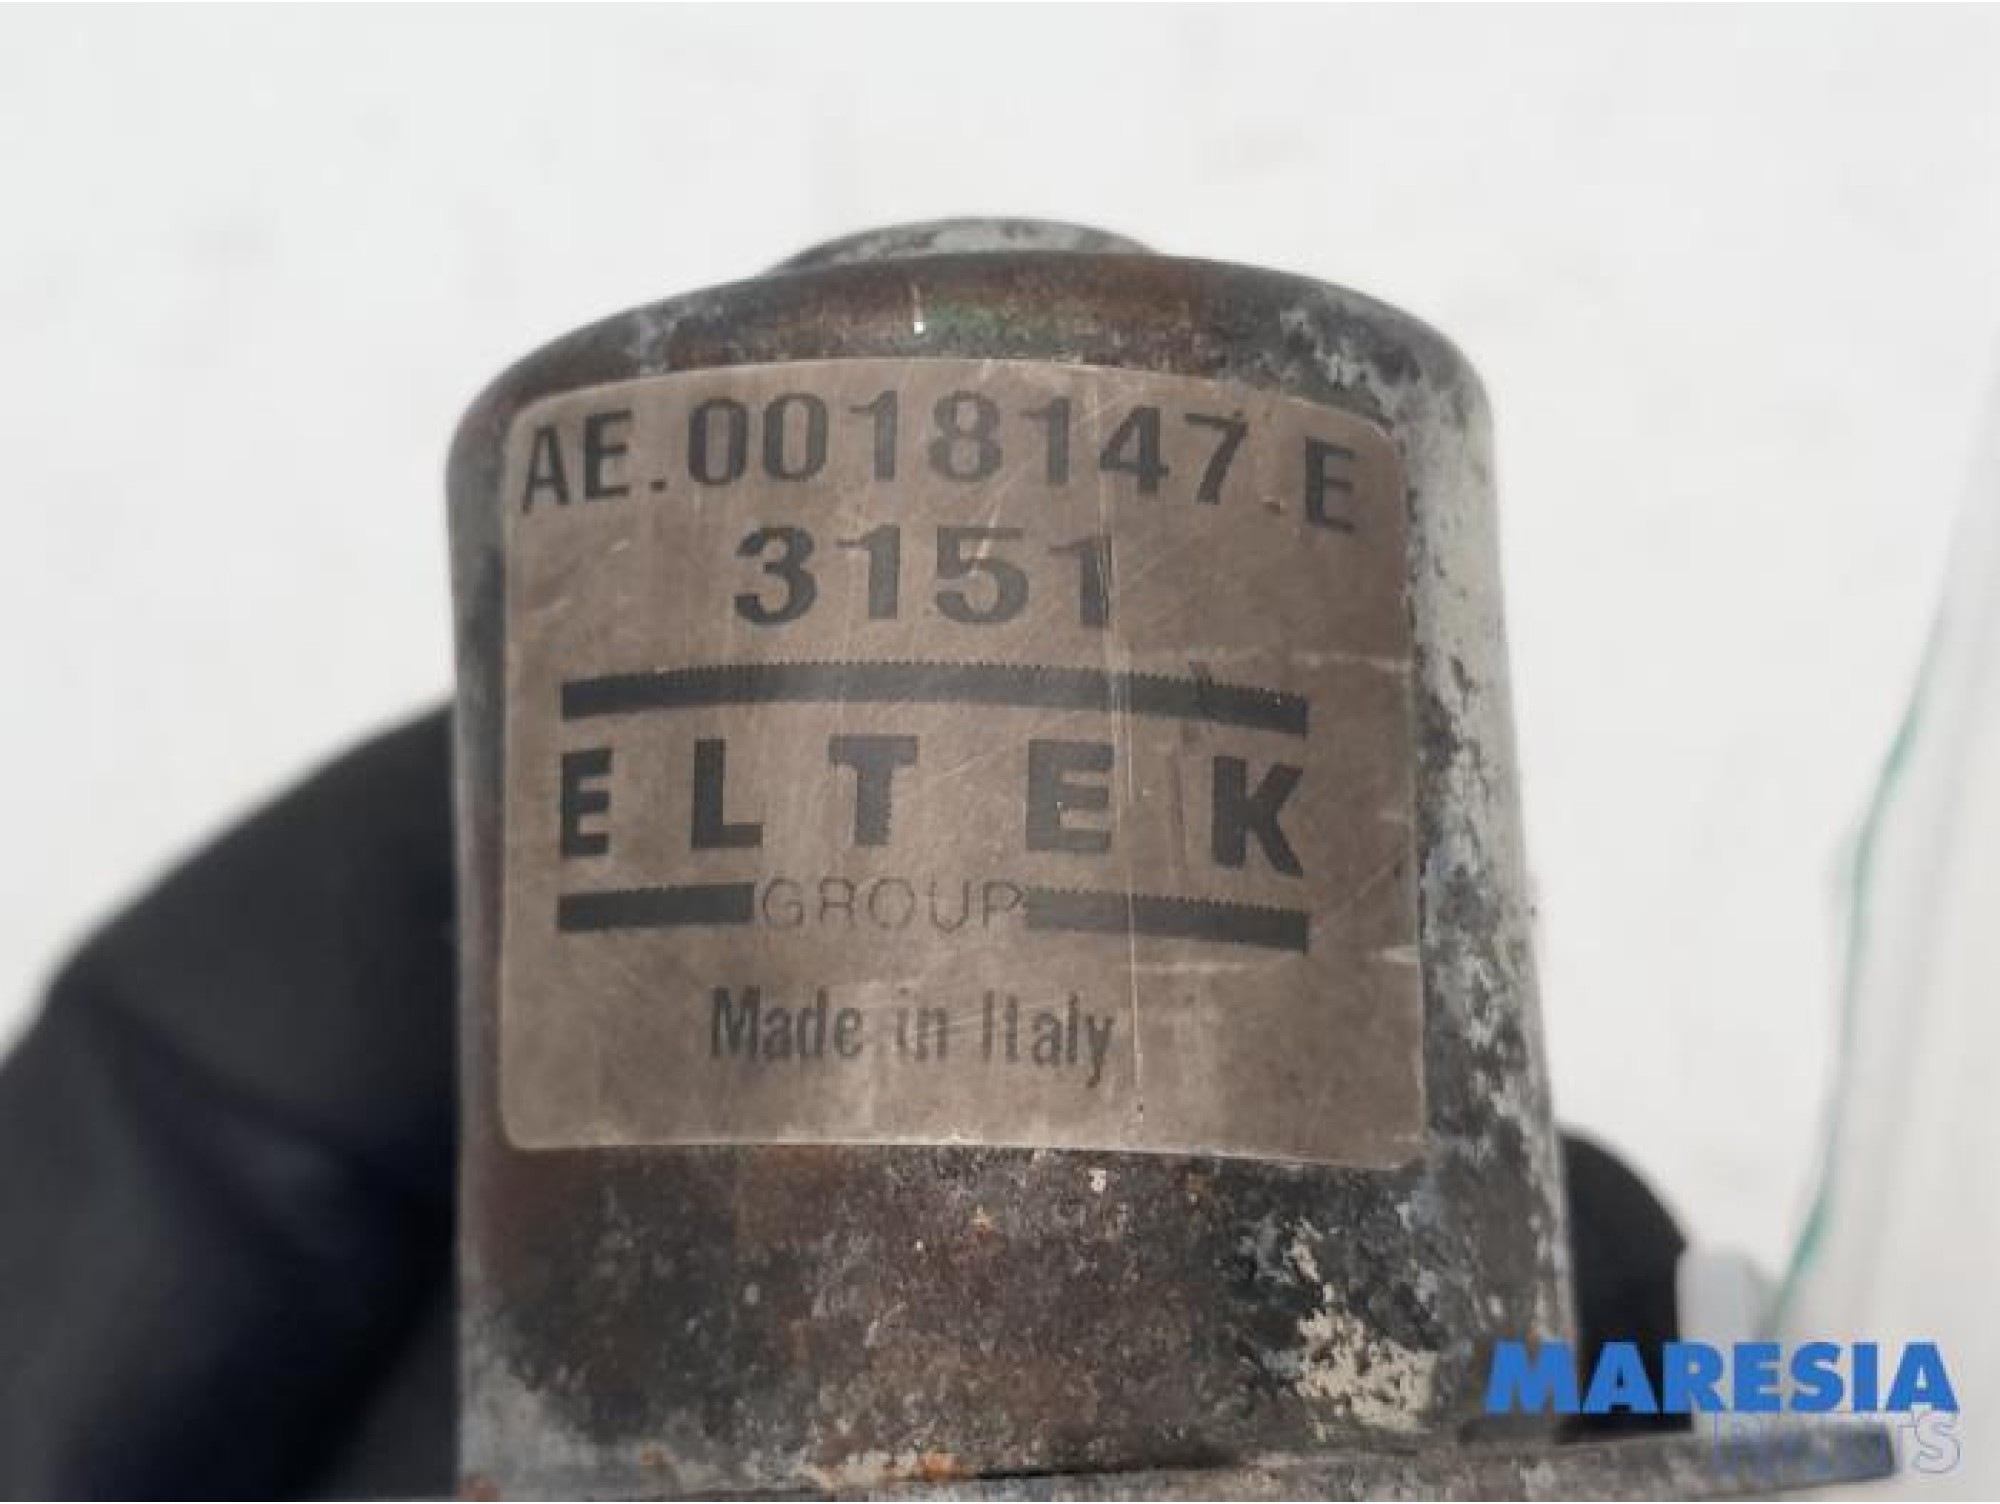 AE.0018147.E
3151
ELTEK
GROUP
Made in Italy
MARESIA
PARTS